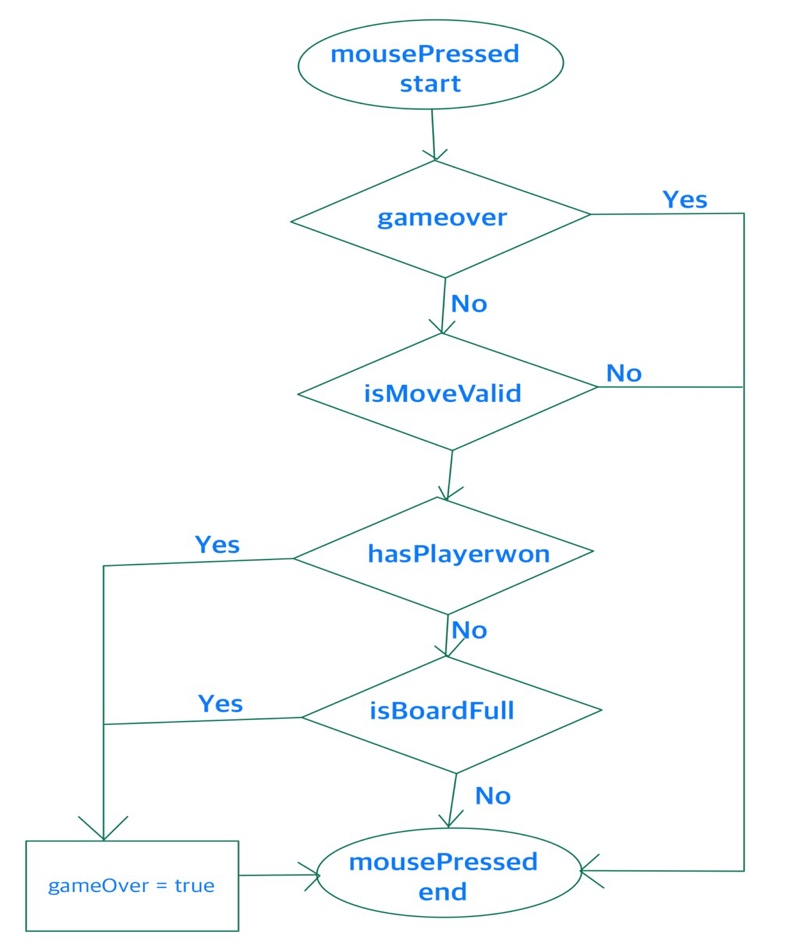 mousePressed
start
gameover
Yes
No
isMoveValid
No
hasPlayerwon
Yes
No
isBoardFull
Yes
No
gameOver = true
mousePressed
end